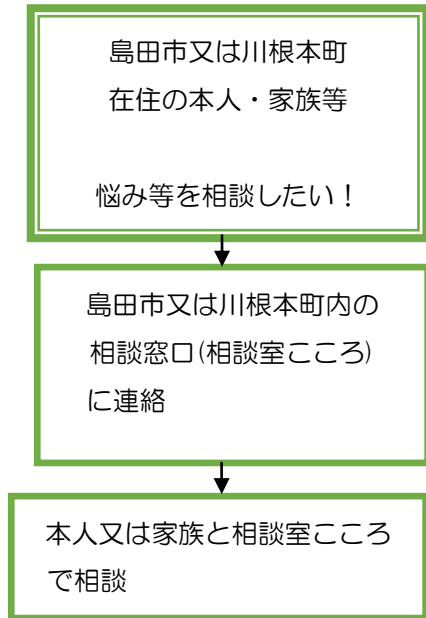 島田市又は川根本町
在住の本人・家族等
悩み等を相談したい！
島田市又は川根本町内の
相談窓口(相談室こころ)
に連絡
本人又は家族と相談室こころ
で相談